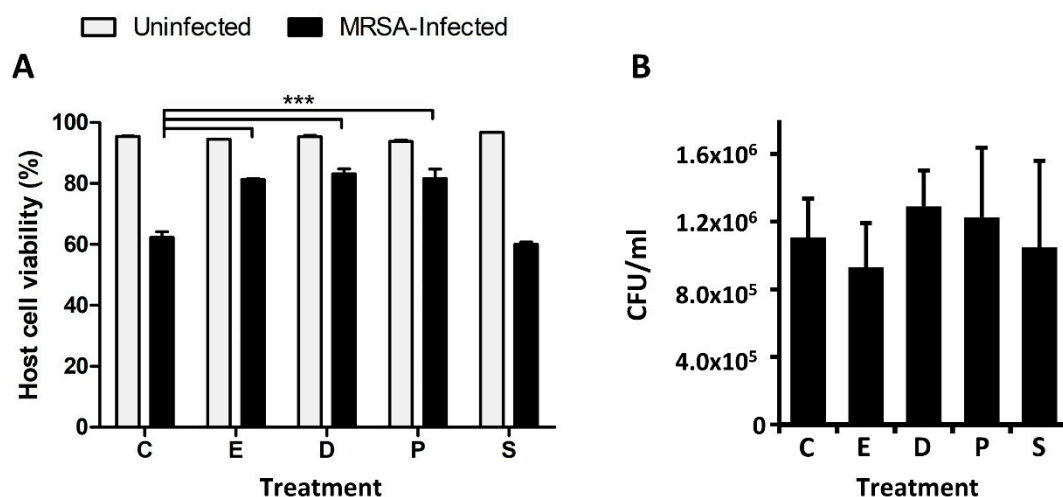 Uninfected MRSA-Infected
A
***
100
80
60
40
20
0
Host cell viability (%)
C E D P S
Treatment
B
1.6x10⁶
1.2x10⁶
8.0x10⁵
4.0x10⁵
0
CFU/ml
C E D P S
Treatment